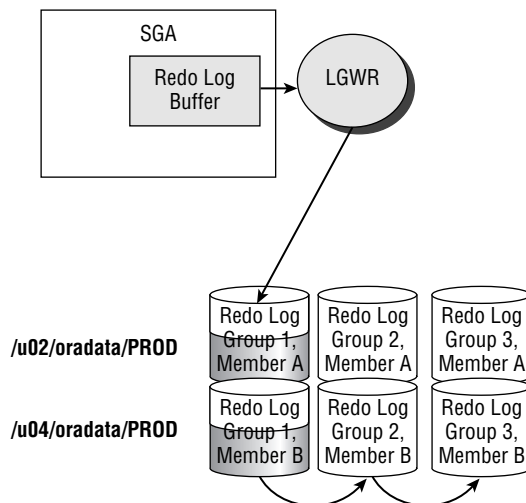 SGA
Redo Log
Buffer
LGWR
/u02/oradata/PROD
Redo Log
Group 1,
Member A
Redo Log
Group 2,
Member A
Redo Log
Group 3,
Member A
/u04/oradata/PROD
Redo Log
Group 1,
Member B
Redo Log
Group 2,
Member B
Redo Log
Group 3,
Member B